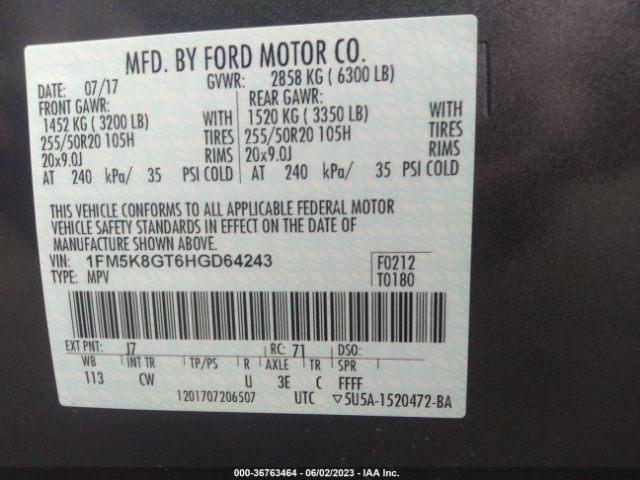 MFD. BY FORD MOTOR CO.
DATE: 07/17 GVWR: 2858 KG ( 6300 LB)
FRONT GAWR: REAR GAWR:
1452 KG ( 3200 LB) WITH 1520 KG ( 3350 LB) WITH
255/50R20 105H TIRES 255/50R20 105H TIRES
20x9.0J RIMS 20x9.0J RIMS
AT 240 kPa/ 35 PSI COLD AT 240 kPa/ 35 PSI COLD
THIS VEHICLE CONFORMS TO ALL APPLICABLE FEDERAL MOTOR
VEHICLE SAFETY STANDARDS IN EFFECT ON THE DATE OF
MANUFACTURE SHOWN ABOVE.
VIN: 1FM5K8GT6HGD64243 F0212
TYPE: MPV T0180
EXT PNT: J7 RC: 71 DSO:
WB INT TR TP/PS R AXLE TR SPR
113 CW U 3E C FFFF
1201707206507 UTC ▽5U5A-1520472-BA
000-36763464 - 06/02/2023 - IAA Inc.